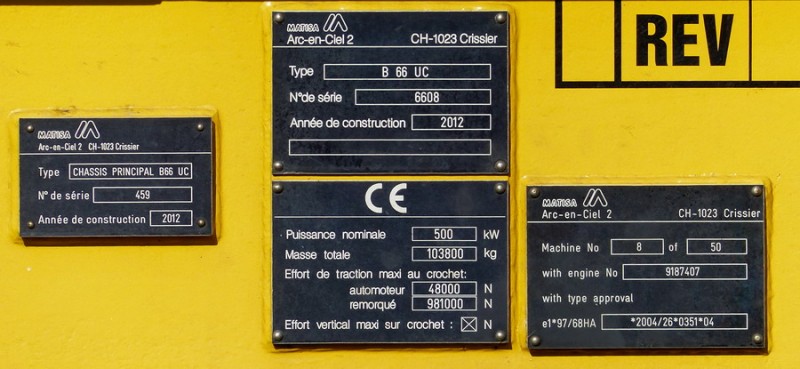 MATISA
Arc-en-Ciel 2 CH-1023 Crissier
Type CHASSIS PRINCIPAL B66 UC
N° de série 459
Année de construction 2012
MATISA
Arc-en-Ciel 2 CH-1023 Crissier
Type B 66 UC
N°de série 6608
Année de construction 2012
CE
Puissance nominale 500 kW
Masse totale 103800 kg
Effort de traction maxi au crochet:
automoteur 48000 N
remorqué 981000 N
Effort vertical maxi sur crochet : N
REV
MATISA
Arc-en-Ciel 2 CH-1023 Crissier
Machine No 8 of 50
with engine No 9187407
with type approval
e1*97/68HA *2004/26*0351*04